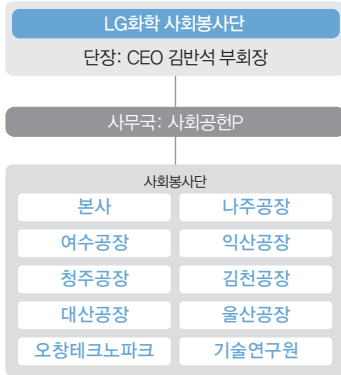 LG화학 사회봉사단
단장: CEO 김반석 부회장
사무국: 사회공헌P
사회봉사단
본사 나주공장
여수공장 익산공장
청주공장 김천공장
대산공장 울산공장
오창테크노파크 기술연구원